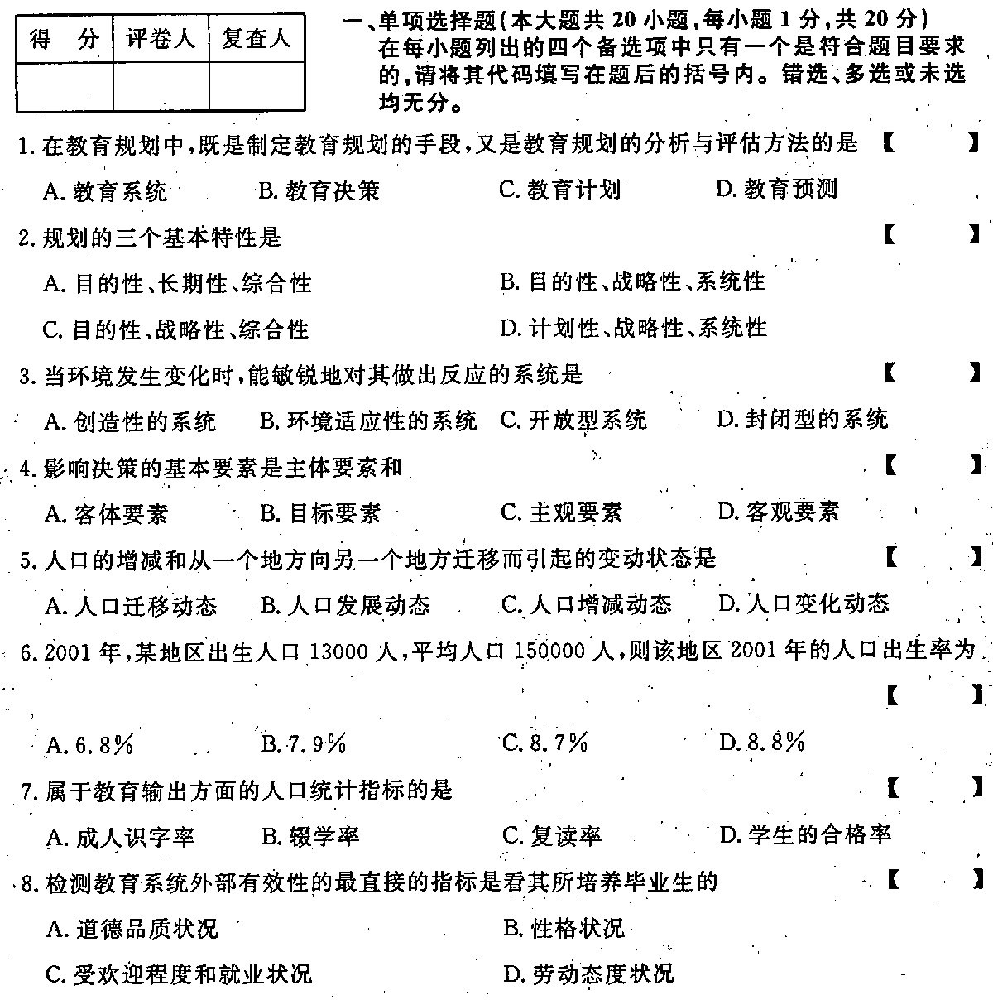 得 分 评卷人 复查人
一、单项选择题(本大题共 20 小题,每小题 1 分,共 20 分)
在每小题列出的四个备选项中只有一个是符合题目要求
的,请将其代码填写在题后的括号内。错选、多选或未选
均无分。
1. 在教育规划中,既是制定教育规划的手段,又是教育规划的分析与评估方法的是 【 】
A. 教育系统 B. 教育决策 C. 教育计划 D. 教育预测
2. 规划的三个基本特性是 【 】
A. 目的性、长期性、综合性 B. 目的性、战略性、系统性
C. 目的性、战略性、综合性 D. 计划性、战略性、系统性
3. 当环境发生变化时,能敏锐地对其做出反应的系统是 【 】
A. 创造性的系统 B. 环境适应性的系统 C. 开放型系统 D. 封闭型的系统
4. 影响决策的基本要素是主体要素和 【 】
A. 客体要素 B. 目标要素 C. 主观要素 D. 客观要素
5. 人口的增减和从一个地方向另一个地方迁移而引起的变动状态是 【 】
A. 人口迁移动态 B. 人口发展动态 C. 人口增减动态 D. 人口变化动态
6. 2001 年,某地区出生人口 13000 人,平均人口 150000 人,则该地区 2001 年的人口出生率为
【 】
A. 6.8% B. 7.9% C. 8.7% D. 8.8%
7. 属于教育输出方面的人口统计指标的是 【 】
A. 成人识字率 B. 辍学率 C. 复读率 D. 学生的合格率
8. 检测教育系统外部有效性的最直接的指标是看其所培养毕业生的 【 】
A. 道德品质状况 B. 性格状况
C. 受欢迎程度和就业状况 D. 劳动态度状况